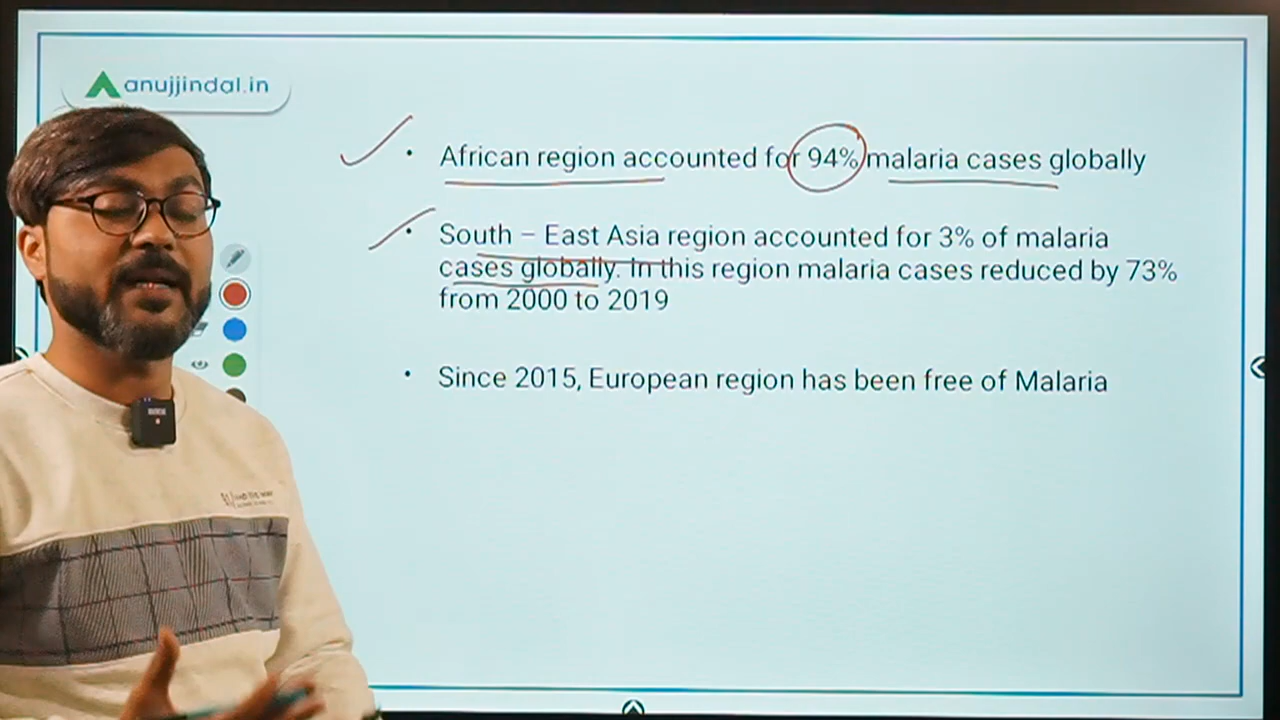 anujjindal.in
• African region accounted for 94% malaria cases globally
• South – East Asia region accounted for 3% of malaria
cases globally. In this region malaria cases reduced by 73%
from 2000 to 2019
• Since 2015, European region has been free of Malaria